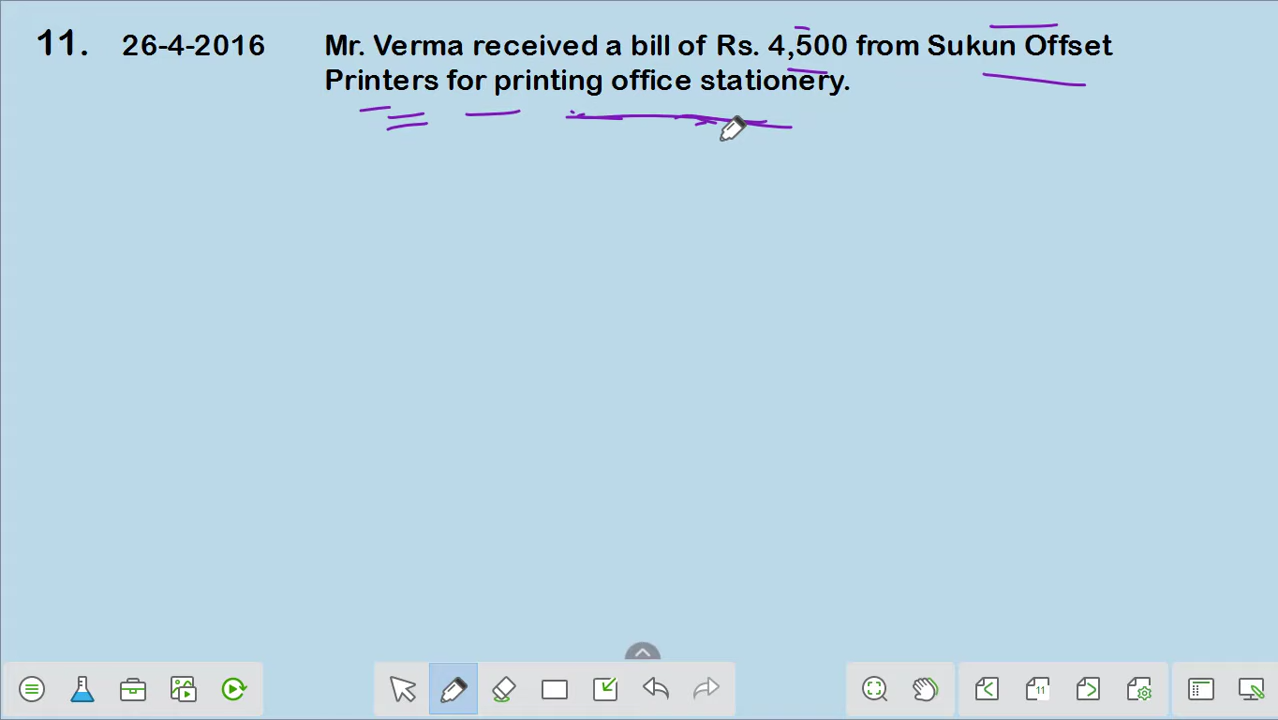 11. 26-4-2016 Mr. Verma received a bill of Rs. 4,500 from Sukun Offset
Printers for printing office stationery.
11